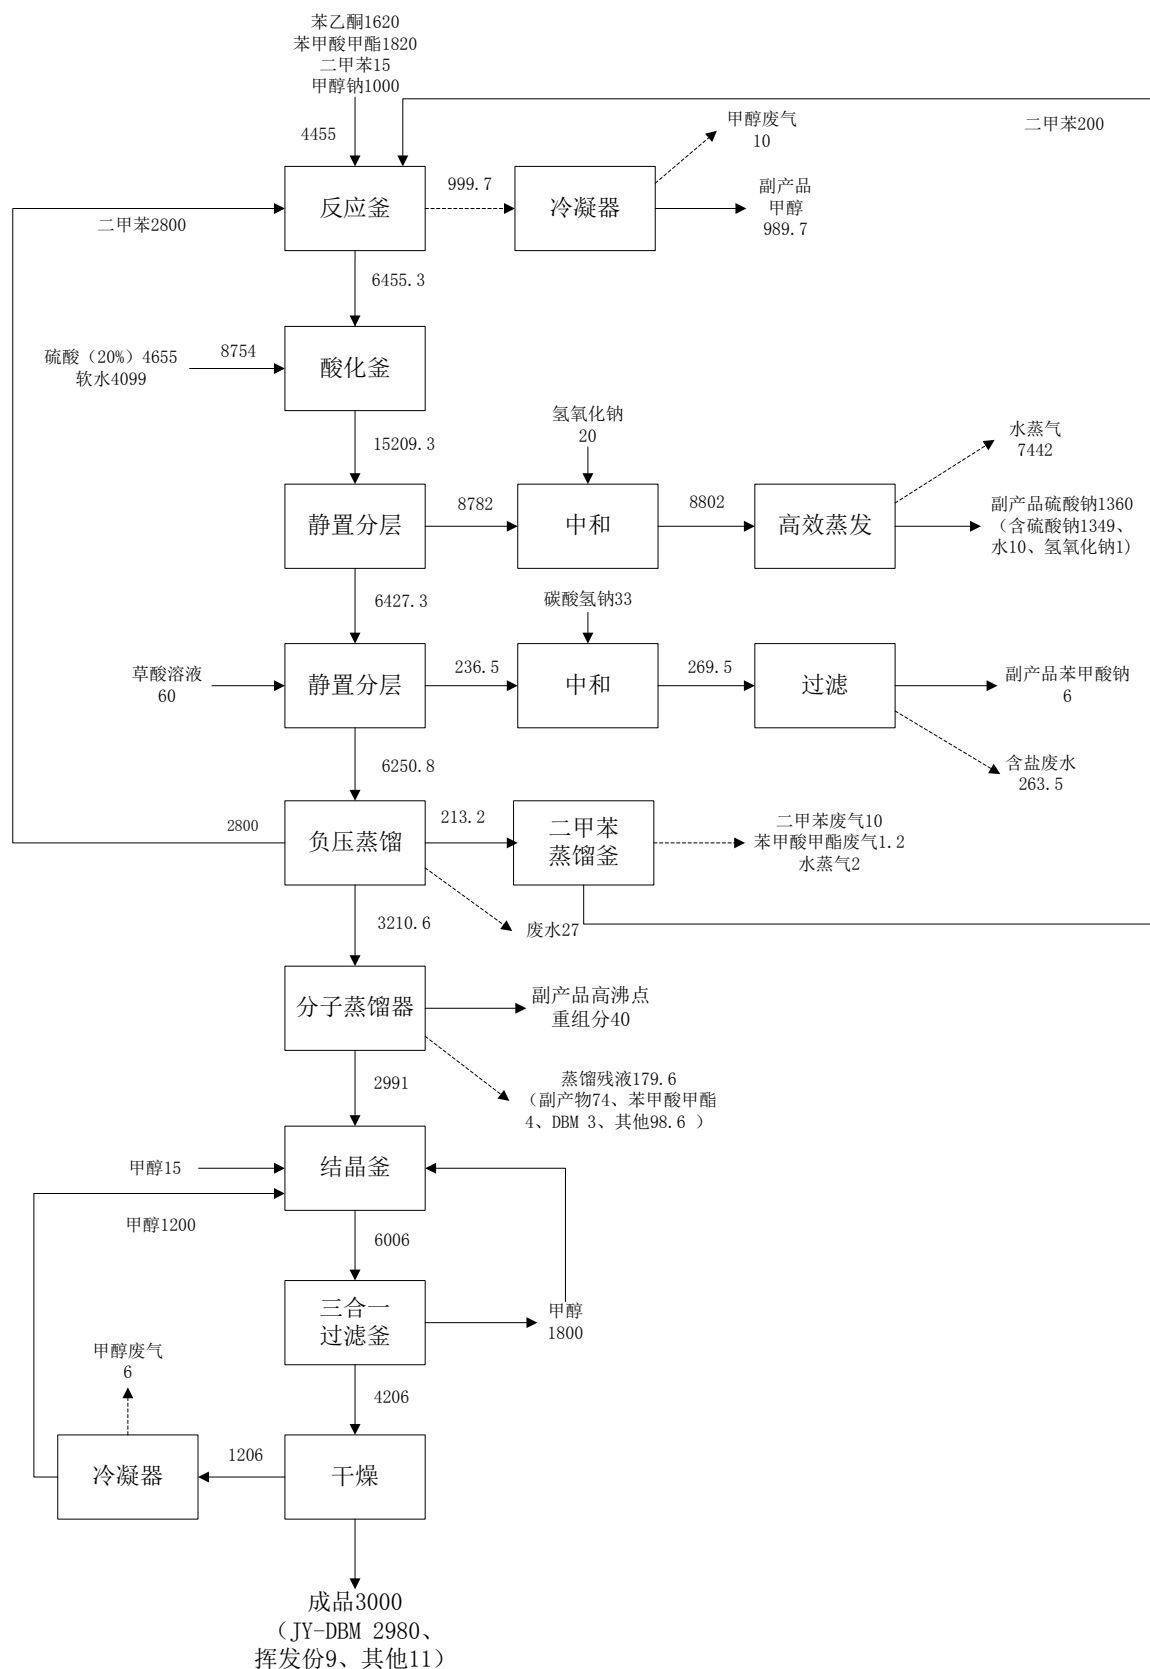 苯乙酮1620
苯甲酸甲酯1820
二甲苯15
甲醇钠1000
4455
二甲苯200
甲醇废气
10
999.7
反应釜
冷凝器
副产品
甲醇
989.7
二甲苯2800
6455.3
硫酸（20%）4655
软水4099
8754
酸化釜
15209.3
氢氧化钠
20
水蒸气
7442
静置分层
8782
中和
8802
高效蒸发
副产品硫酸钠1360
（含硫酸钠1349、
水10、氢氧化钠1)
6427.3
碳酸氢钠33
草酸溶液
60
静置分层
236.5
中和
269.5
过滤
副产品苯甲酸钠
6
含盐废水
263.5
6250.8
2800
负压蒸馏
213.2
二甲苯
蒸馏釜
二甲苯废气10
苯甲酸甲酯废气1.2
水蒸气2
3210.6
废水27
分子蒸馏器
副产品高沸点
重组分40
2991
蒸馏残液179.6
（副产物74、苯甲酸甲酯
4、DBM 3、其他98.6 ）
甲醇15
结晶釜
甲醇1200
6006
三合一
过滤釜
甲醇
1800
甲醇废气
6
4206
冷凝器
1206
干燥
成品3000
（JY-DBM 2980、
挥发份9、其他11）